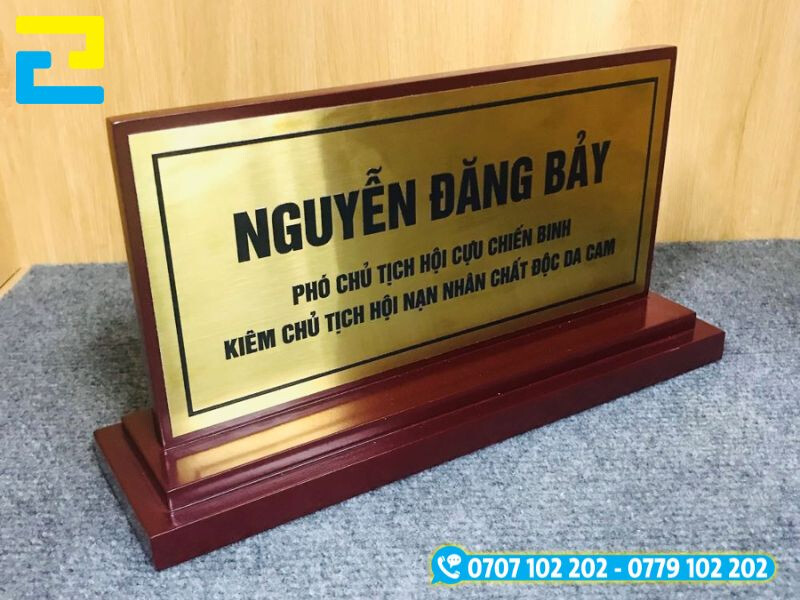 NGUYỄN ĐĂNG BẢY
PHÓ CHỦ TỊCH HỘI CỰU CHIẾN BINH
KIÊM CHỦ TỊCH HỘI NẠN NHÂN CHẤT ĐỘC DA CAM
0707 102 202 - 0779 102 202